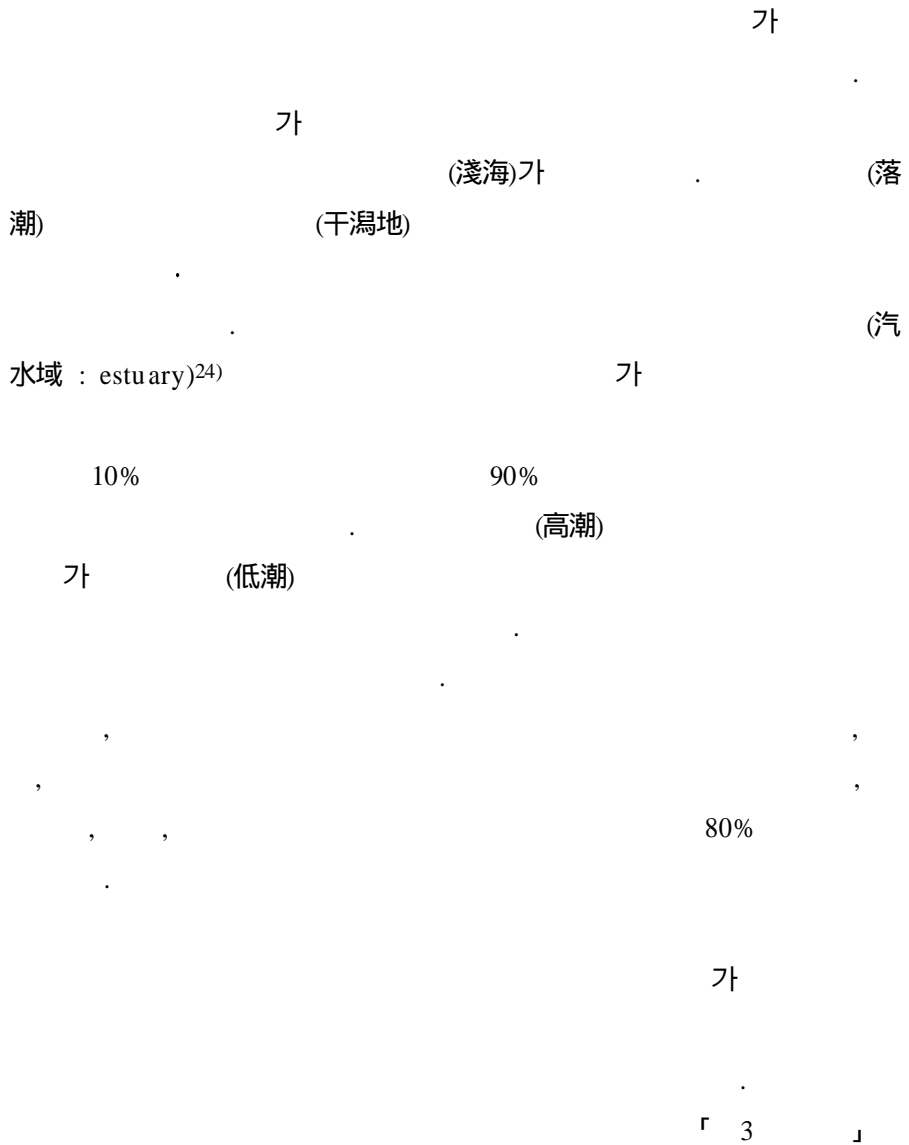 가
.
가
(淺海)가 . (落
潮) (干潟地)
.
. (汽
水域 : estuary)24)
가
10% 90%
. (高潮)
가 (低潮)
.
.
, ,
, ,
, , 80%
.
가
.
「 3 」